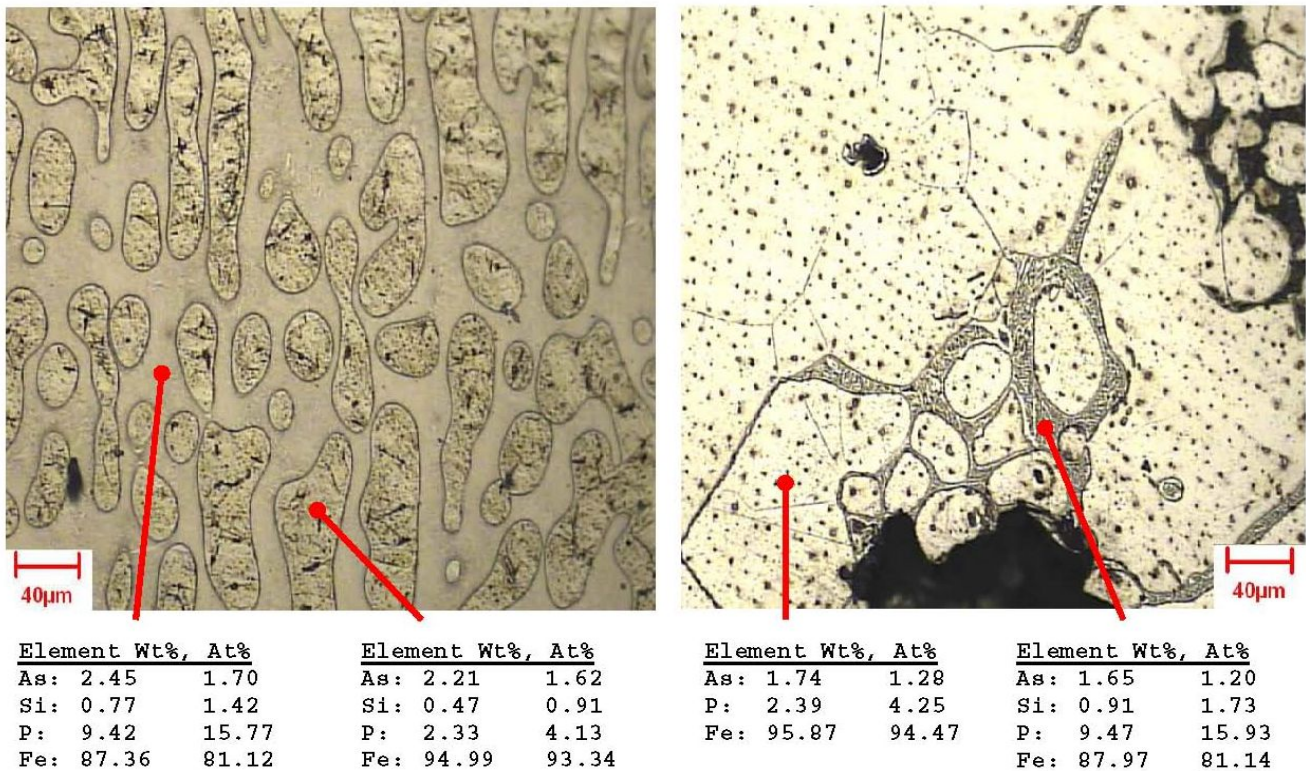 40µm
40µm
Element Wt%, At%
As: 2.45 1.70
Si: 0.77 1.42
P: 9.42 15.77
Fe: 87.36 81.12
Element Wt%, At%
As: 2.21 1.62
Si: 0.47 0.91
P: 2.33 4.13
Fe: 94.99 93.34
Element Wt%, At%
As: 1.74 1.28
P: 2.39 4.25
Fe: 95.87 94.47
Element Wt%, At%
As: 1.65 1.20
Si: 0.91 1.73
P: 9.47 15.93
Fe: 87.97 81.14